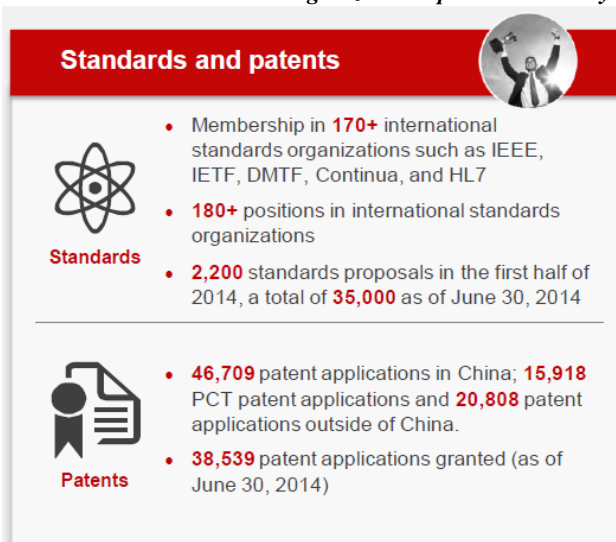 Standards and patents
• Membership in 170+ international
standards organizations such as IEEE,
IETF, DMTF, Continua, and HL7
• 180+ positions in international standards
organizations
Standards
• 2,200 standards proposals in the first half of
2014, a total of 35,000 as of June 30, 2014
• 46,709 patent applications in China; 15,918
PCT patent applications and 20,808 patent
applications outside of China.
• 38,539 patent applications granted (as of
June 30, 2014)
Patents